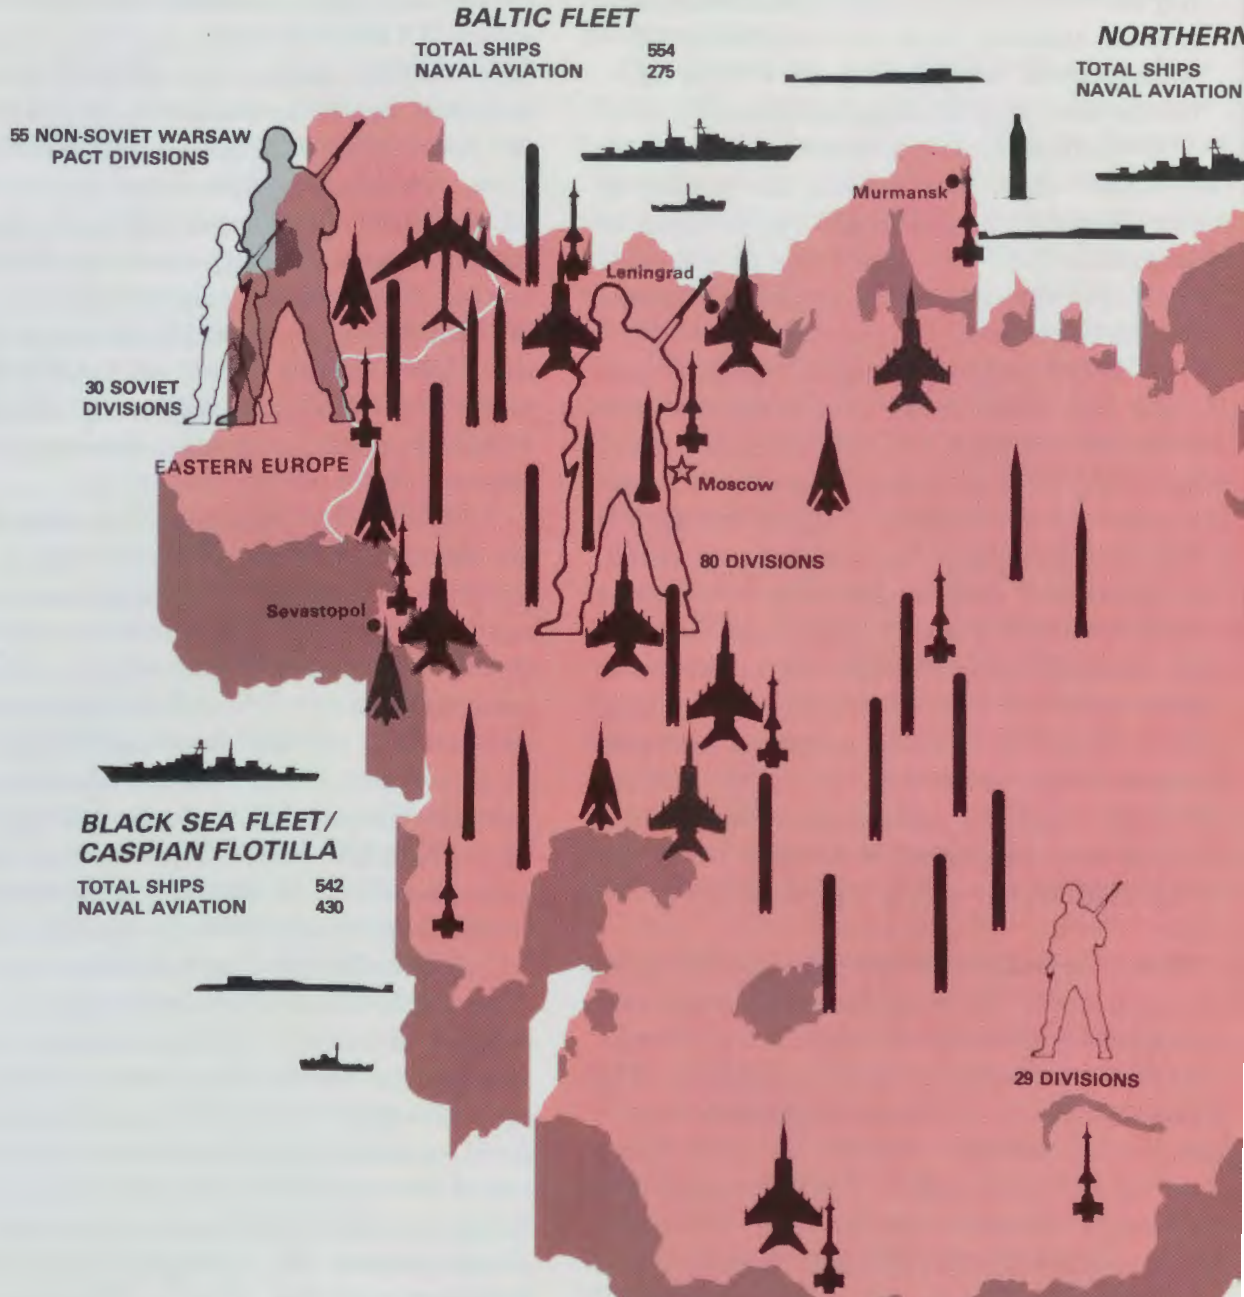 BALTIC FLEET
TOTAL SHIPS 554
NAVAL AVIATION 275
NORTHERN
TOTAL SHIPS
NAVAL AVIATION
55 NON-SOVIET WARSAW
PACT DIVISIONS
Murmansk
Leningrad
30 SOVIET
DIVISIONS
EASTERN EUROPE
Moscow
80 DIVISIONS
Sevastopol
BLACK SEA FLEET/
CASPIAN FLOTILLA
TOTAL SHIPS 542
NAVAL AVIATION 430
29 DIVISIONS